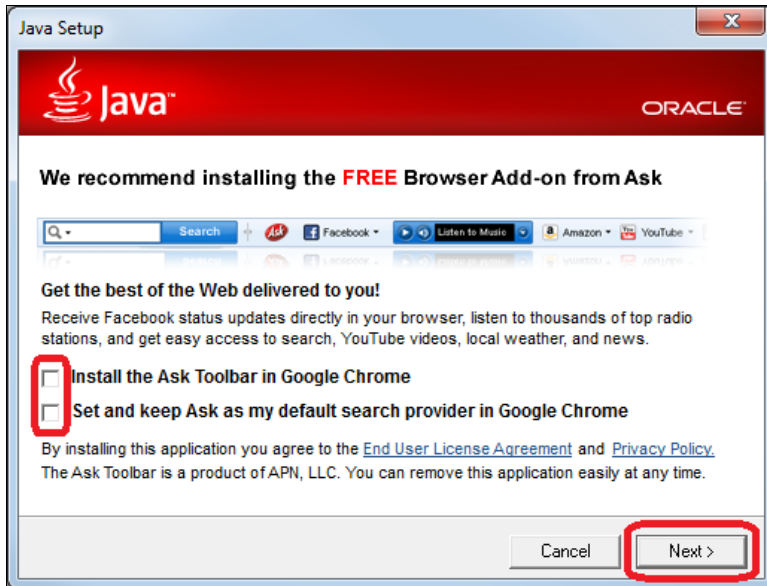 Java Setup
Java™
ORACLE
We recommend installing the FREE Browser Add-on from Ask
Search Ask Facebook Listen to Music Amazon YouTube
Get the best of the Web delivered to you!
Receive Facebook status updates directly in your browser, listen to thousands of top radio
stations, and get easy access to search, YouTube videos, local weather, and news.
Install the Ask Toolbar in Google Chrome
Set and keep Ask as my default search provider in Google Chrome
By installing this application you agree to the End User License Agreement and Privacy Policy.
The Ask Toolbar is a product of APN, LLC. You can remove this application easily at any time.
Cancel Next >